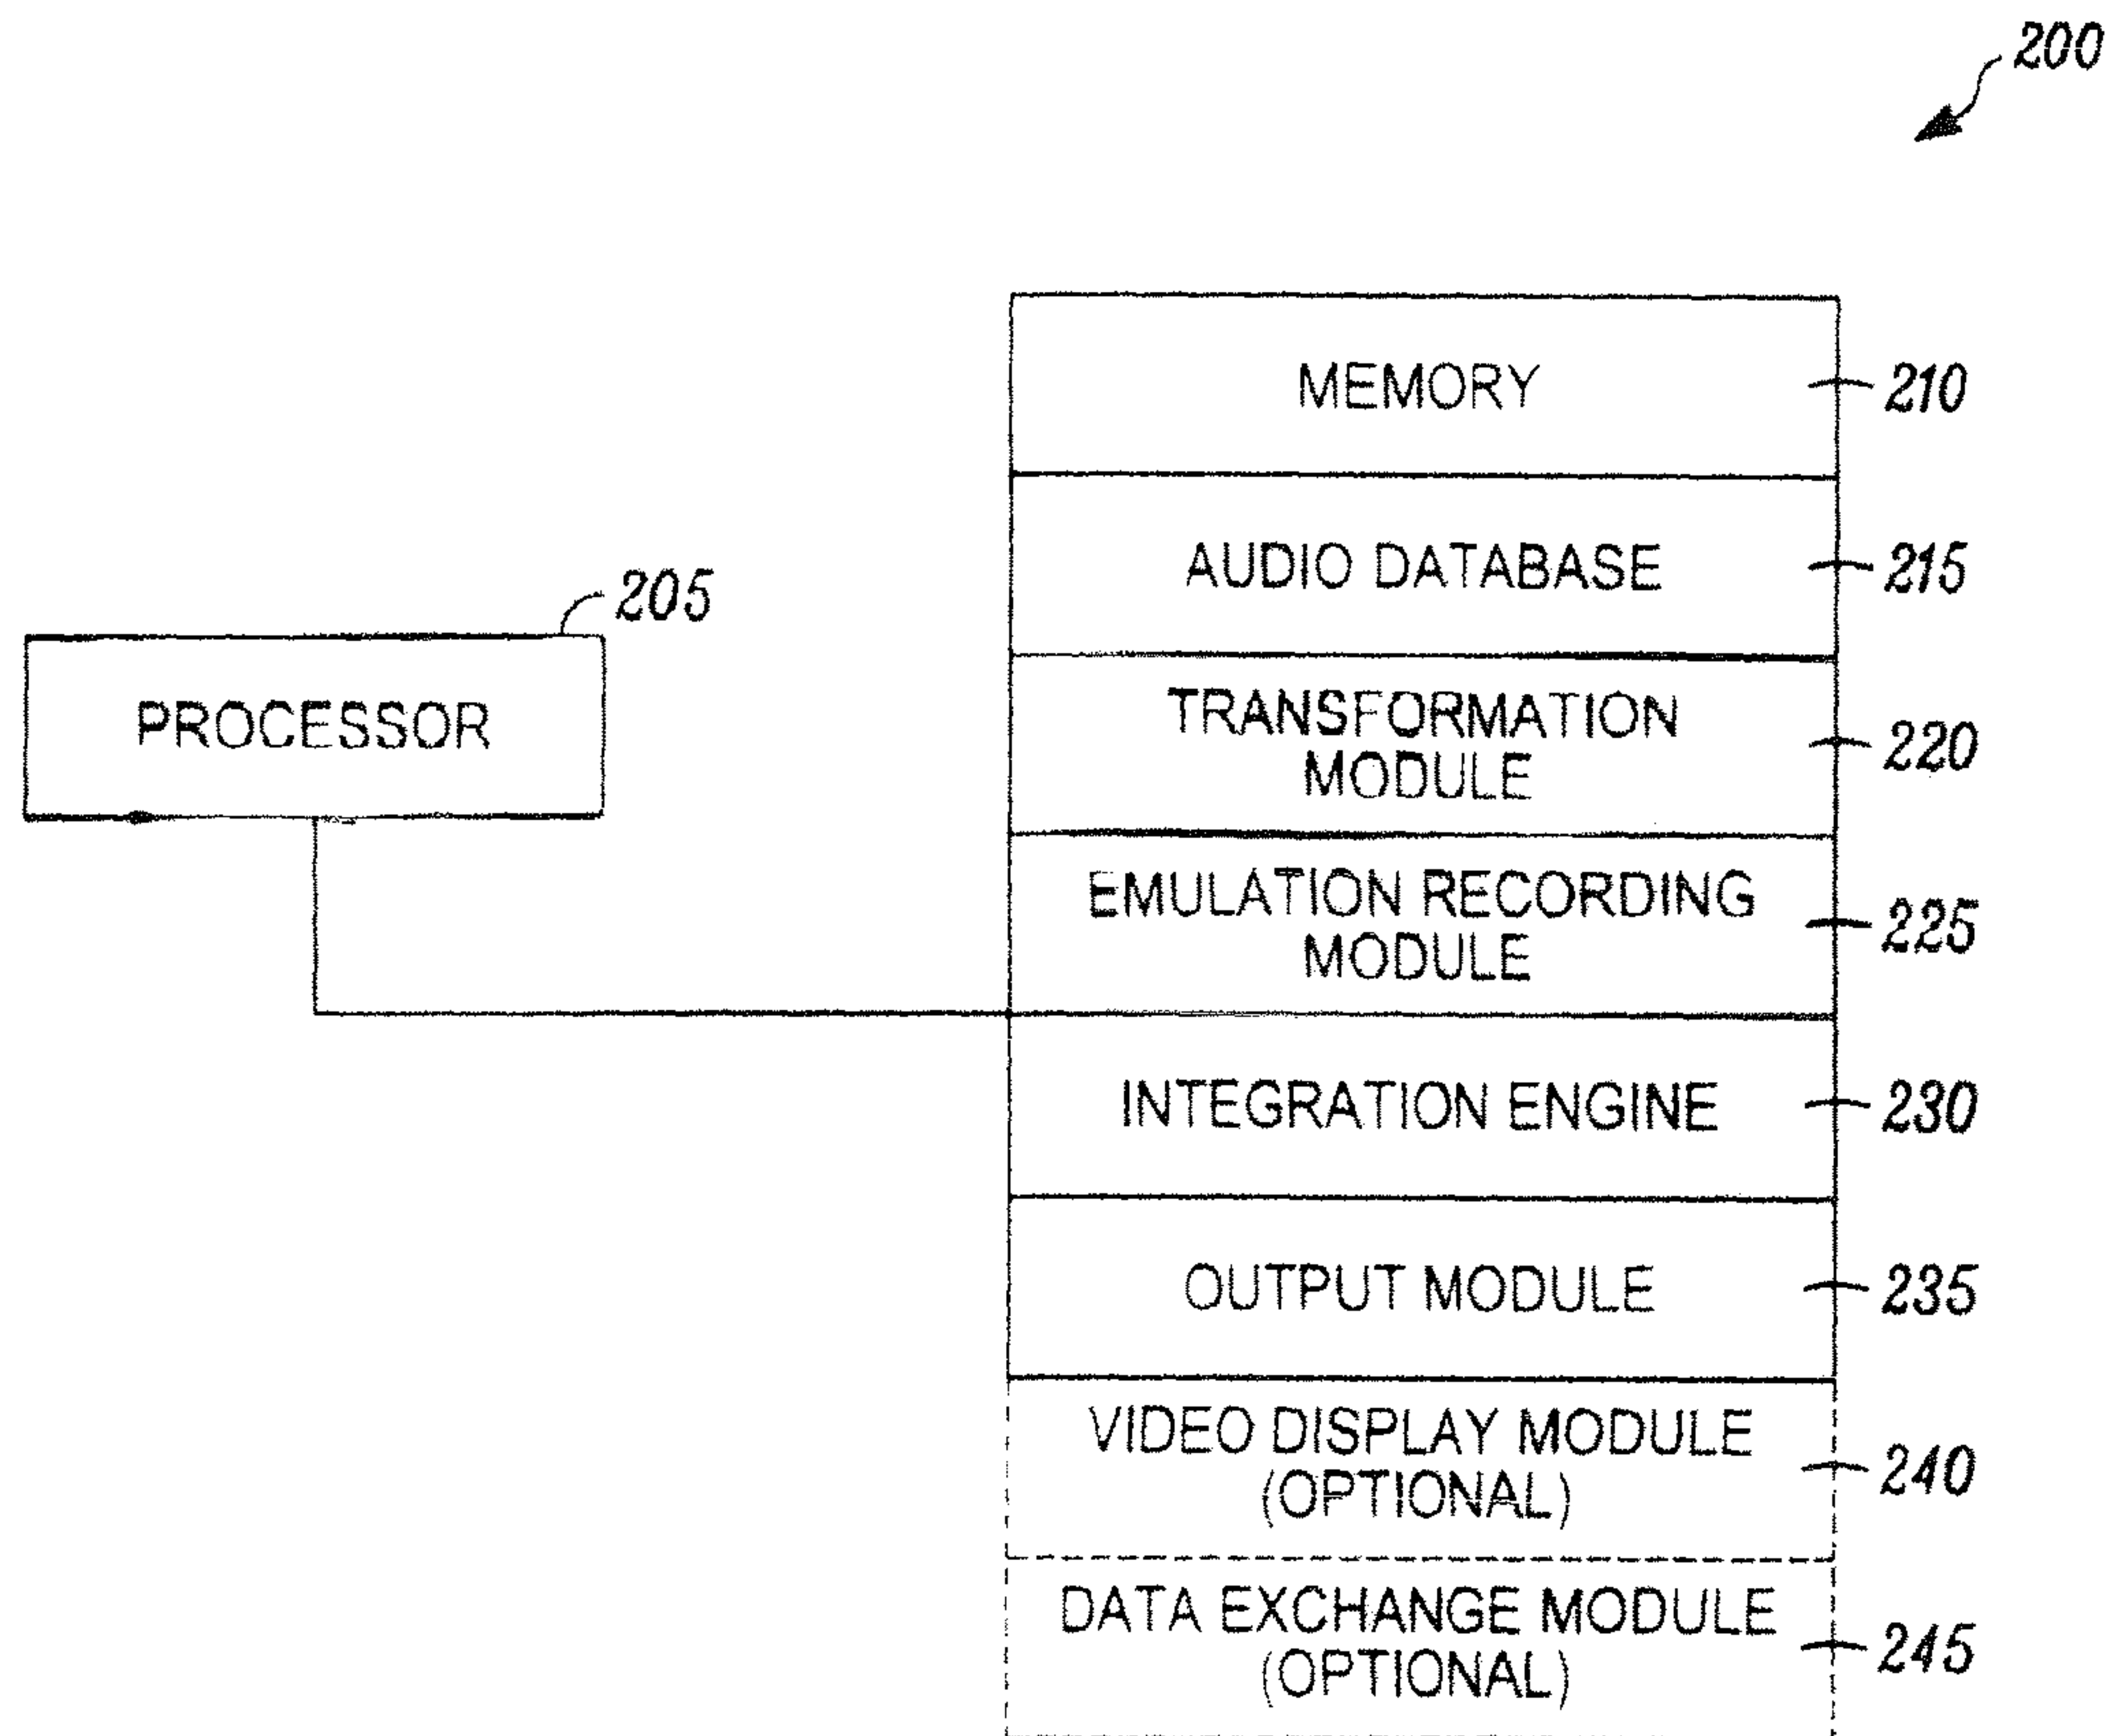 200
MEMORY
210
AUDIO DATABASE
215
205
PROCESSOR
TRANSFORMATION
MODULE
220
EMULATION RECORDING
MODULE
225
INTEGRATION ENGINE
230
OUTPUT MODULE
235
VIDEO DISPLAY MODULE
(OPTIONAL)
240
DATA EXCHANGE MODULE
(OPTIONAL)
245